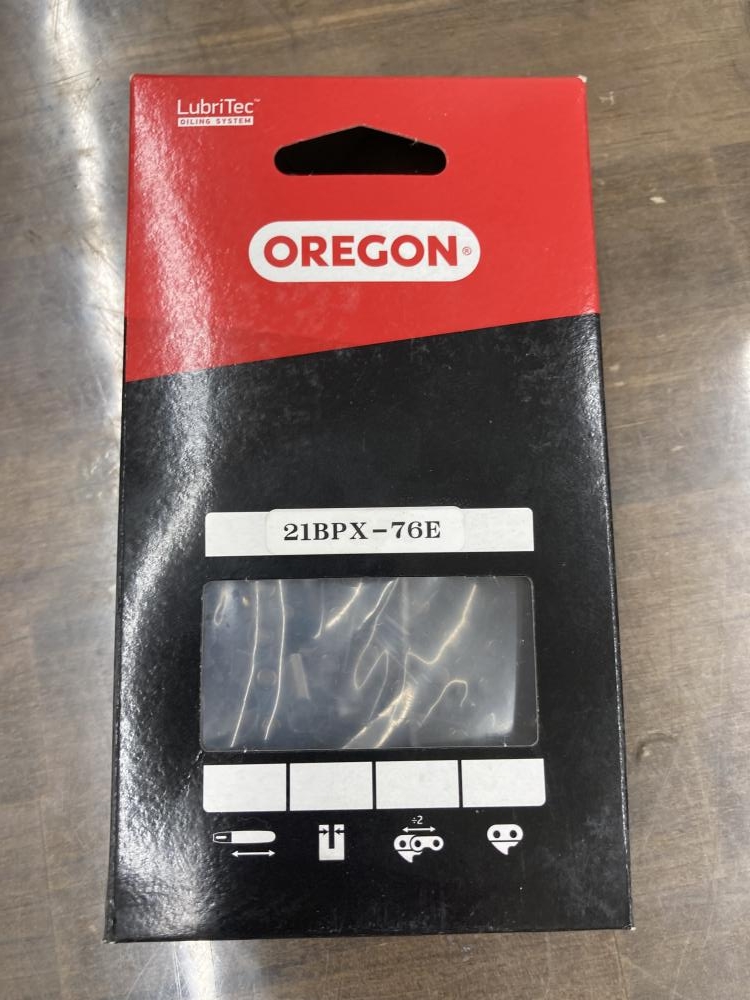 LubriTec™
OILING SYSTEM
OREGON®
21BPX-76E
÷2